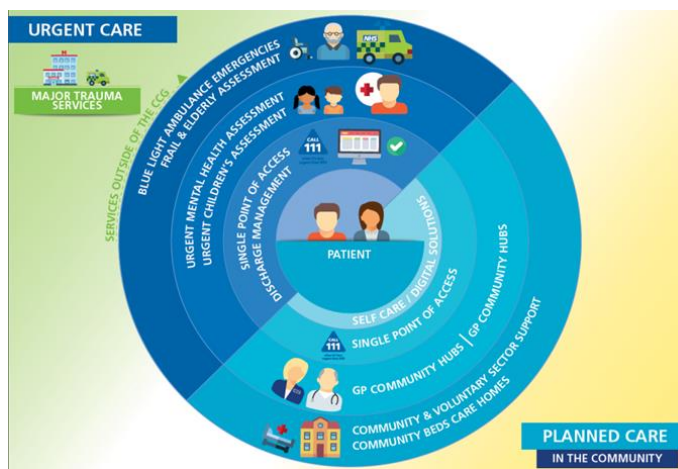 URGENT CARE
MAJOR TRAUMA
SERVICES
SERVICES OUTSIDE OF THE CCG
BLUE LIGHT AMBULANCE EMERGENCIES
FRAIL & ELDERLY ASSESSMENT
NHS
URGENT MENTAL HEALTH ASSESSMENT
URGENT CHILDREN'S ASSESSMENT
SINGLE POINT OF ACCESS
DISCHARGE MANAGEMENT
CALL
111
PATIENT
SELF CARE / DIGITAL SOLUTIONS
CALL
111
SINGLE POINT OF ACCESS
GP COMMUNITY HUBS | GP COMMUNITY HUBS
COMMUNITY & VOLUNTARY SECTOR SUPPORT
COMMUNITY BEDS CARE HOMES
PLANNED CARE
IN THE COMMUNITY